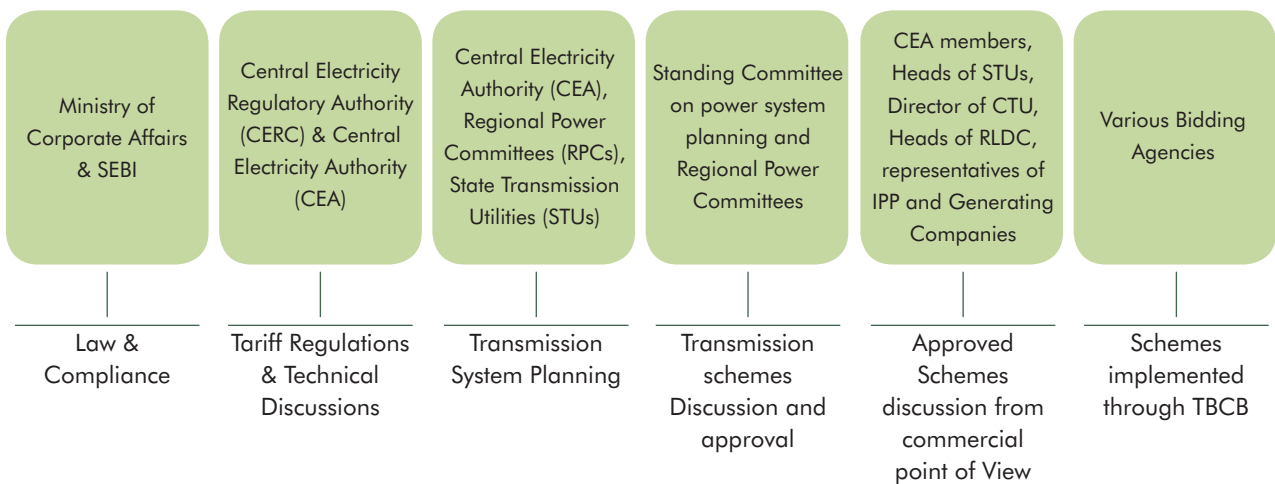 Ministry of
Corporate Affairs
& SEBI
Central Electricity
Regulatory Authority
(CERC) & Central
Electricity Authority
(CEA)
Central Electricity
Authority (CEA),
Regional Power
Committees (RPCs),
State Transmission
Utilities (STUs)
Standing Committee
on power system
planning and
Regional Power
Committees
CEA members,
Heads of STUs,
Director of CTU,
Heads of RLDC,
representatives of
IPP and Generating
Companies
Various Bidding
Agencies
Law &
Compliance
Tariff Regulations
& Technical
Discussions
Transmission
System Planning
Transmission
schemes
Discussion and
approval
Approved
Schemes
discussion from
commercial
point of View
Schemes
implemented
through TBCB